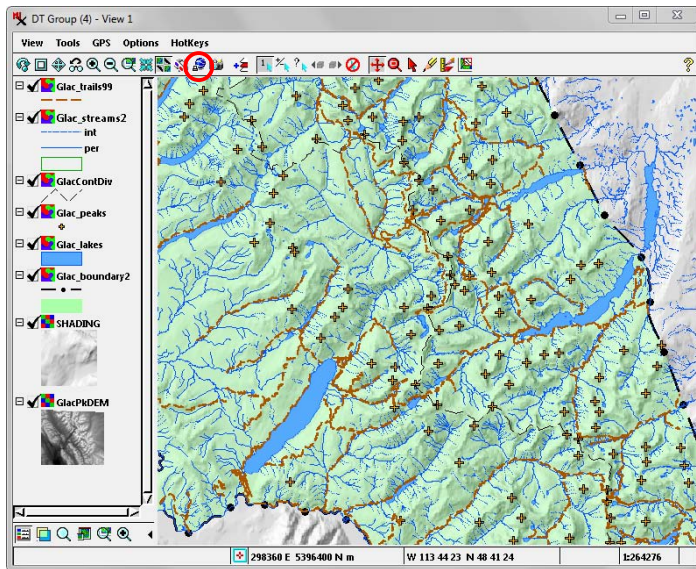 DT Group (4) - View 1
View Tools GPS Options HotKeys
Glac_trails99
Glac_streams2
int
per
GlacContDiv
Glac_peaks
Glac_lakes
Glac_boundary2
SHADING
GlacPkDEM
298360 E 5396400 N m
W 113 44 23 N 48 41 24
1:264276